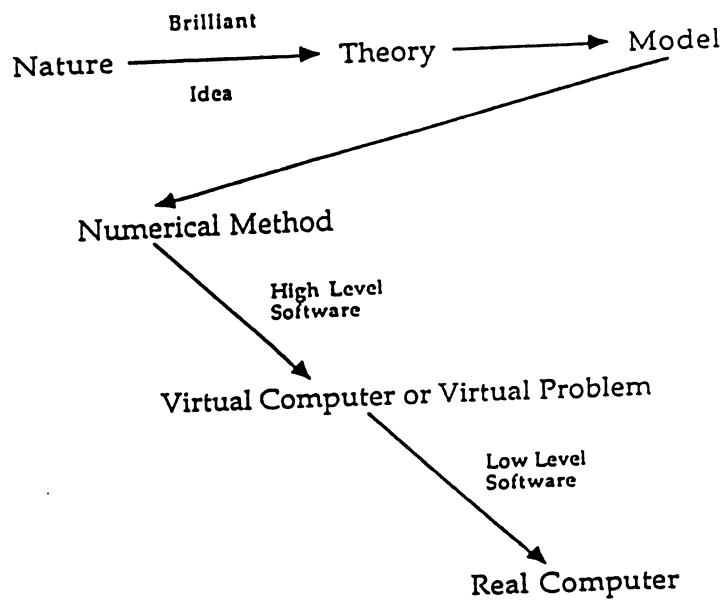 Brilliant
Nature
Idea
Theory
Model
Numerical Method
High Level
Software
Virtual Computer or Virtual Problem
Low Level
Software
Real Computer